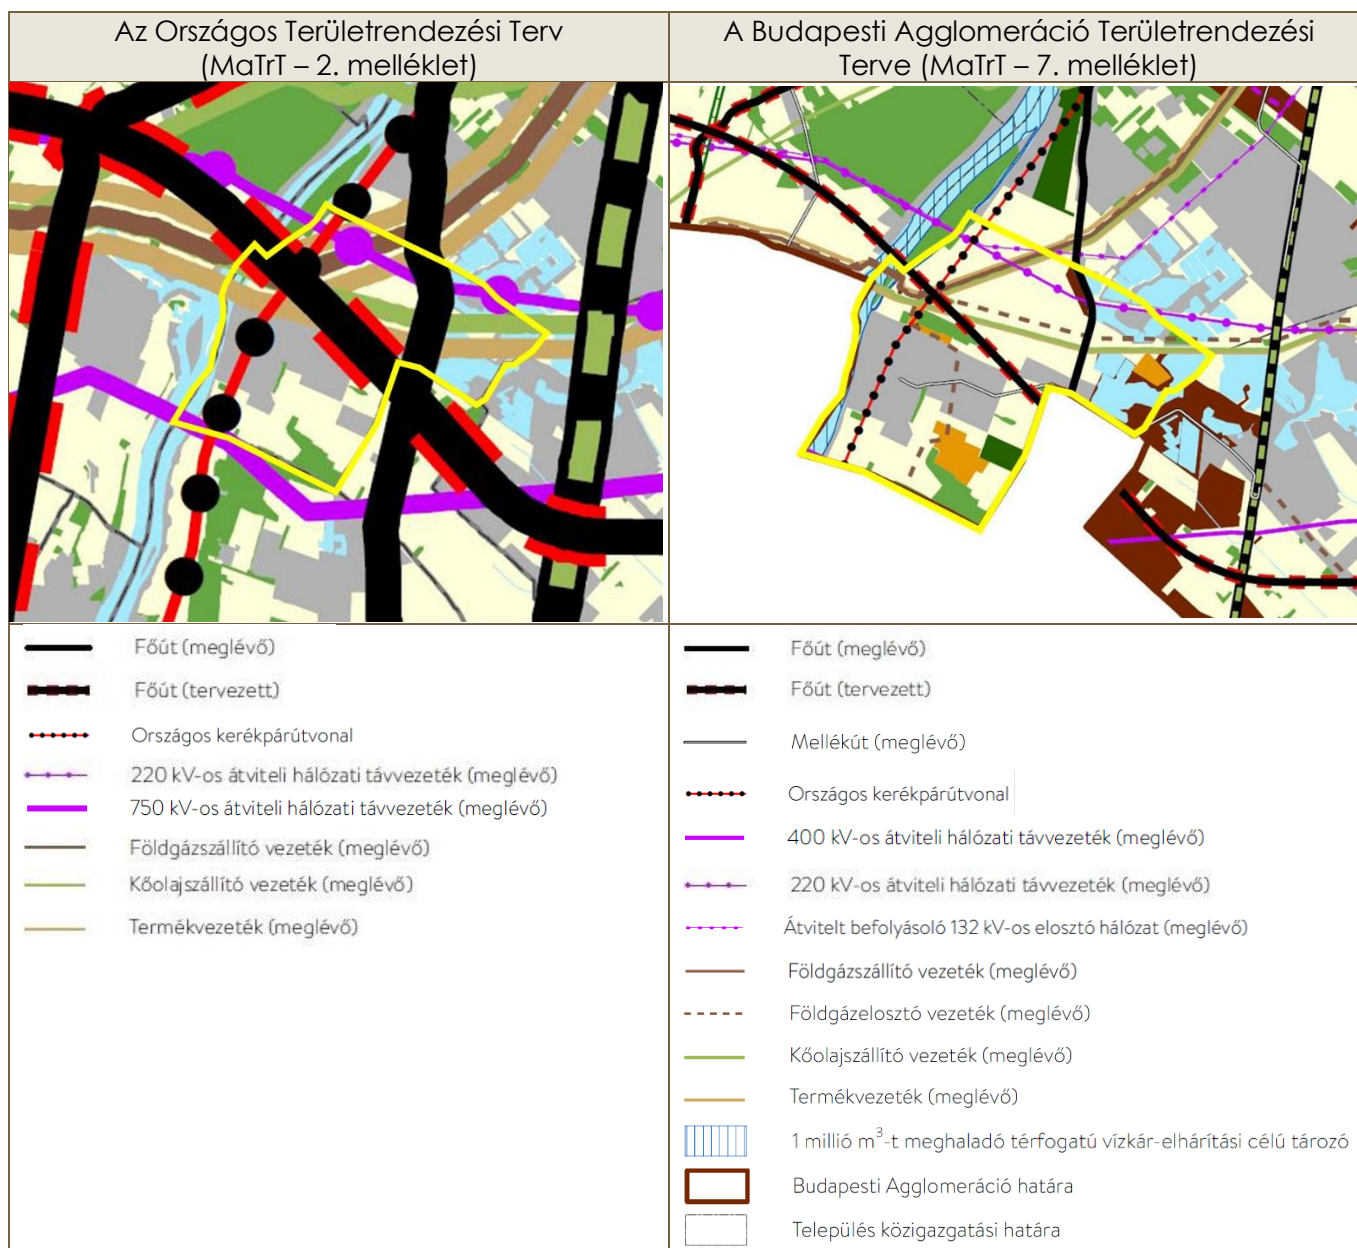 Az Országos Területrendezési Terv
(MaTrT – 2. melléklet)
A Budapesti Agglomeráció Területrendezési
Terve (MaTrT – 7. melléklet)
Főút (meglévő)
Főút (tervezett)
Országos kerékpárútvonal
220 kV-os átviteli hálózati távvezeték (meglévő)
750 kV-os átviteli hálózati távvezeték (meglévő)
Földgázszállító vezeték (meglévő)
Kőolajszállító vezeték (meglévő)
Termékvezeték (meglévő)
Főút (meglévő)
Főút (tervezett)
Mellékút (meglévő)
Országos kerékpárútvonal
400 kV-os átviteli hálózati távvezeték (meglévő)
220 kV-os átviteli hálózati távvezeték (meglévő)
Átvitelt befolyásoló 132 kV-os elosztó hálózat (meglévő)
Földgázszállító vezeték (meglévő)
Földgázelosztó vezeték (meglévő)
Kőolajszállító vezeték (meglévő)
Termékvezeték (meglévő)
1 millió m³-t meghaladó térfogatú vízkár-elhárítási célú tározó
Budapesti Agglomeráció határa
Település közigazgatási határa